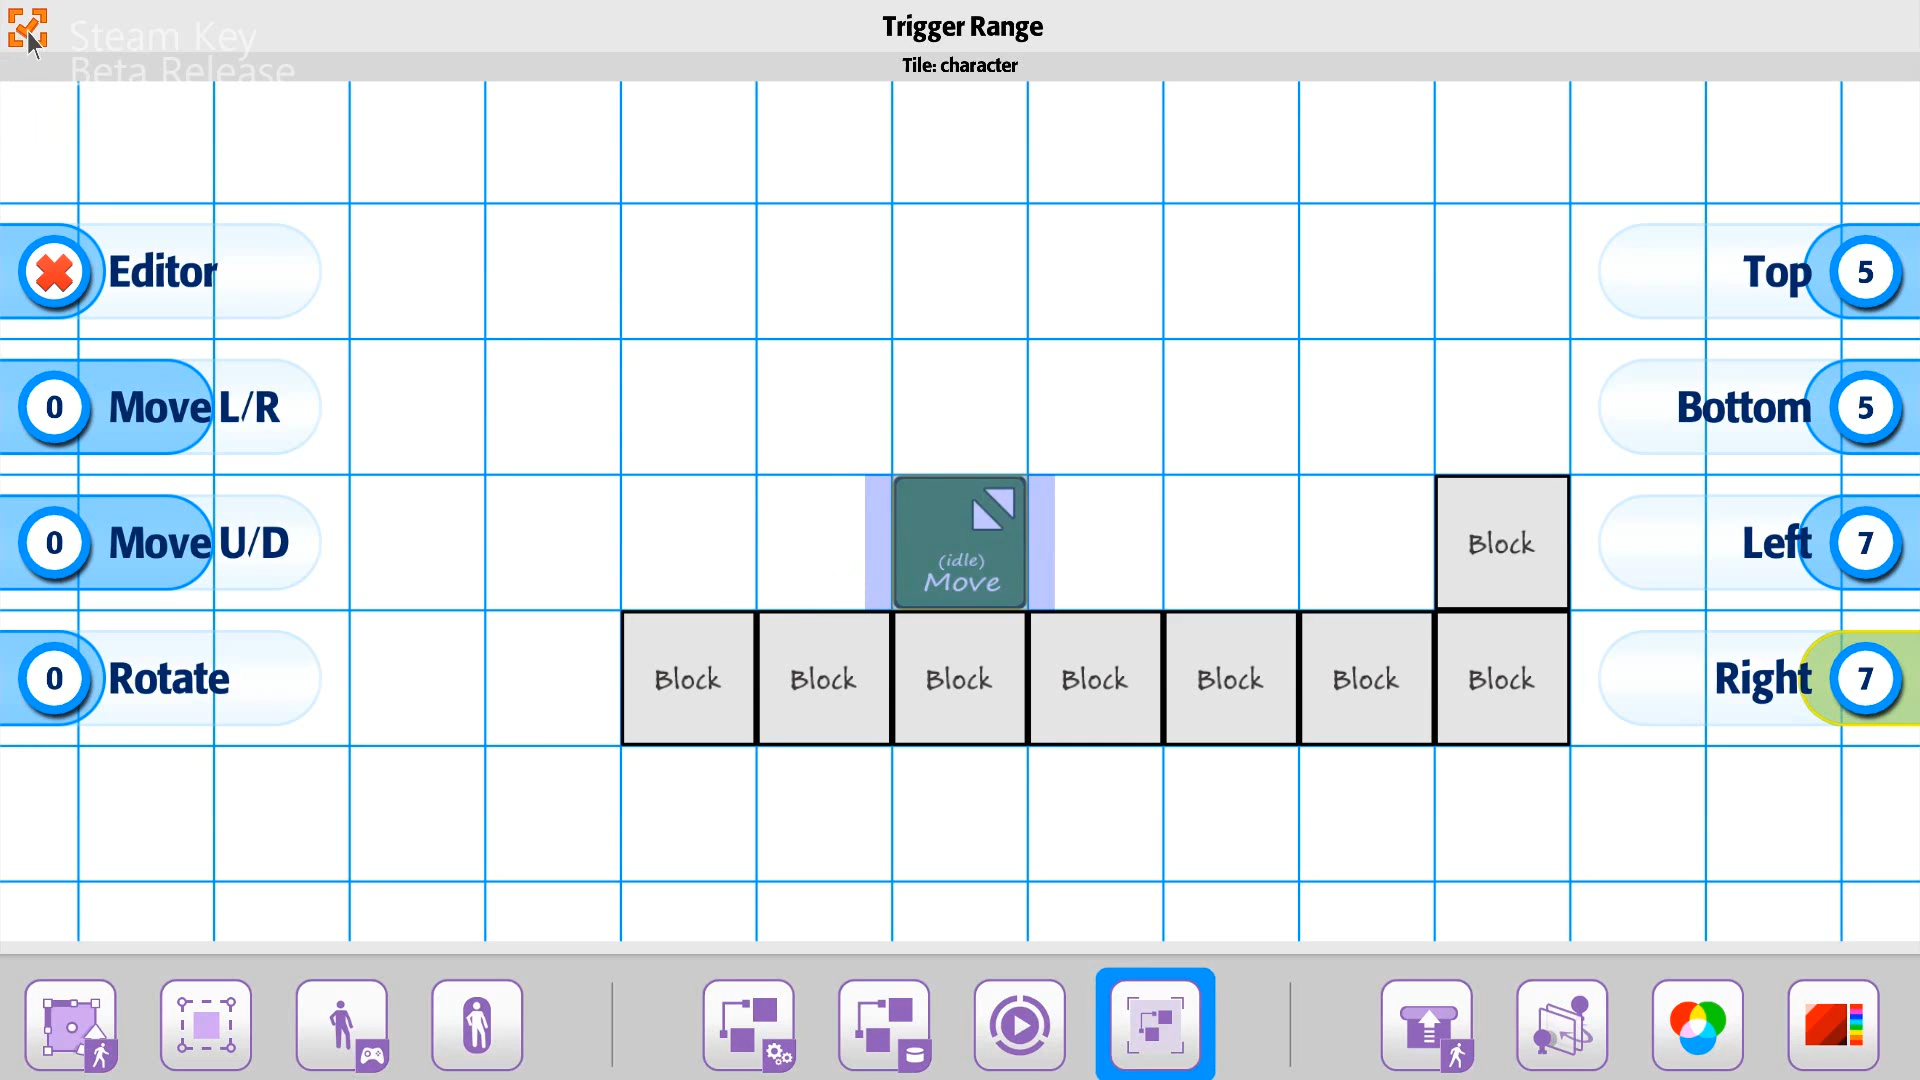 Steam Key
Beta Release
Trigger Range
Tile: character
Editor
0 Move L/R
0 Move U/D
0 Rotate
Top 5
Bottom 5
Left 7
Right 7
(idle)
Move
Block
Block Block Block Block Block Block Block